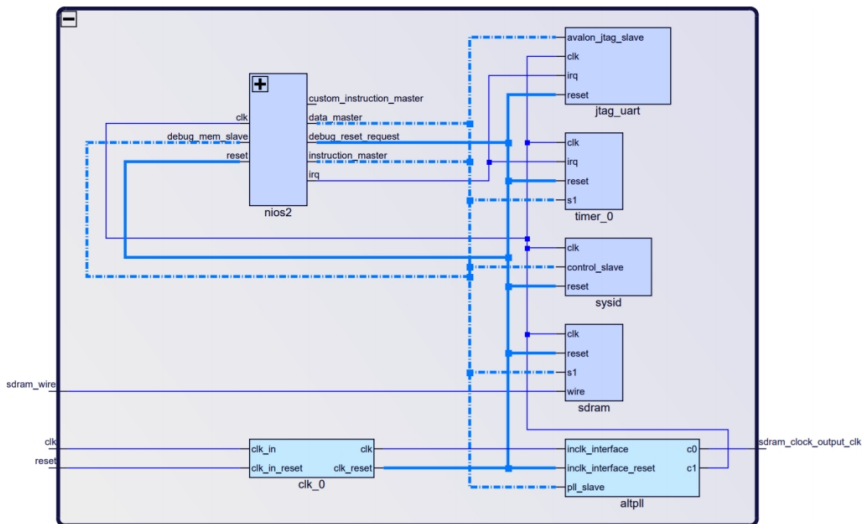 avalon_jtag_slave
clk
irq
reset
jtag_uart
custom_instruction_master
clk
data_master
debug_mem_slave
debug_reset_request
reset
instruction_master
irq
nios2
clk
irq
reset
s1
timer_0
clk
control_slave
reset
sysid
clk
reset
s1
wire
sdram
sdram_wire
clk
reset
clk_in
clk
clk_in_reset
clk_reset
clk_0
inclk_interface
c0
inclk_interface_reset
c1
pll_slave
altpll
sdram_clock_output_clk